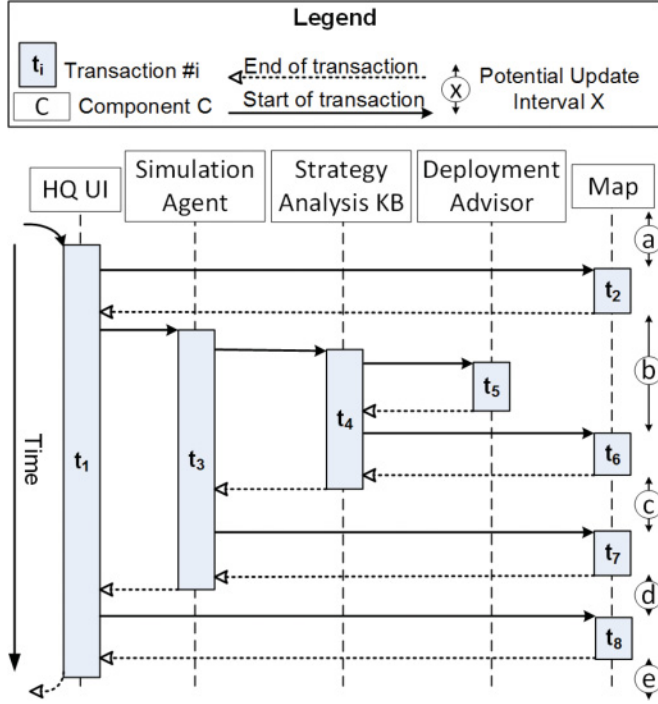 Legend
tᵢ Transaction #i
End of transaction
C Component C
Start of transaction
X
Potential Update
Interval X
HQ UI
Simulation
Agent
Strategy
Analysis KB
Deployment
Advisor
Map
a
t₂
b
t₅
t₄
t₆
Time
t₁
t₃
c
t₇
d
t₈
e